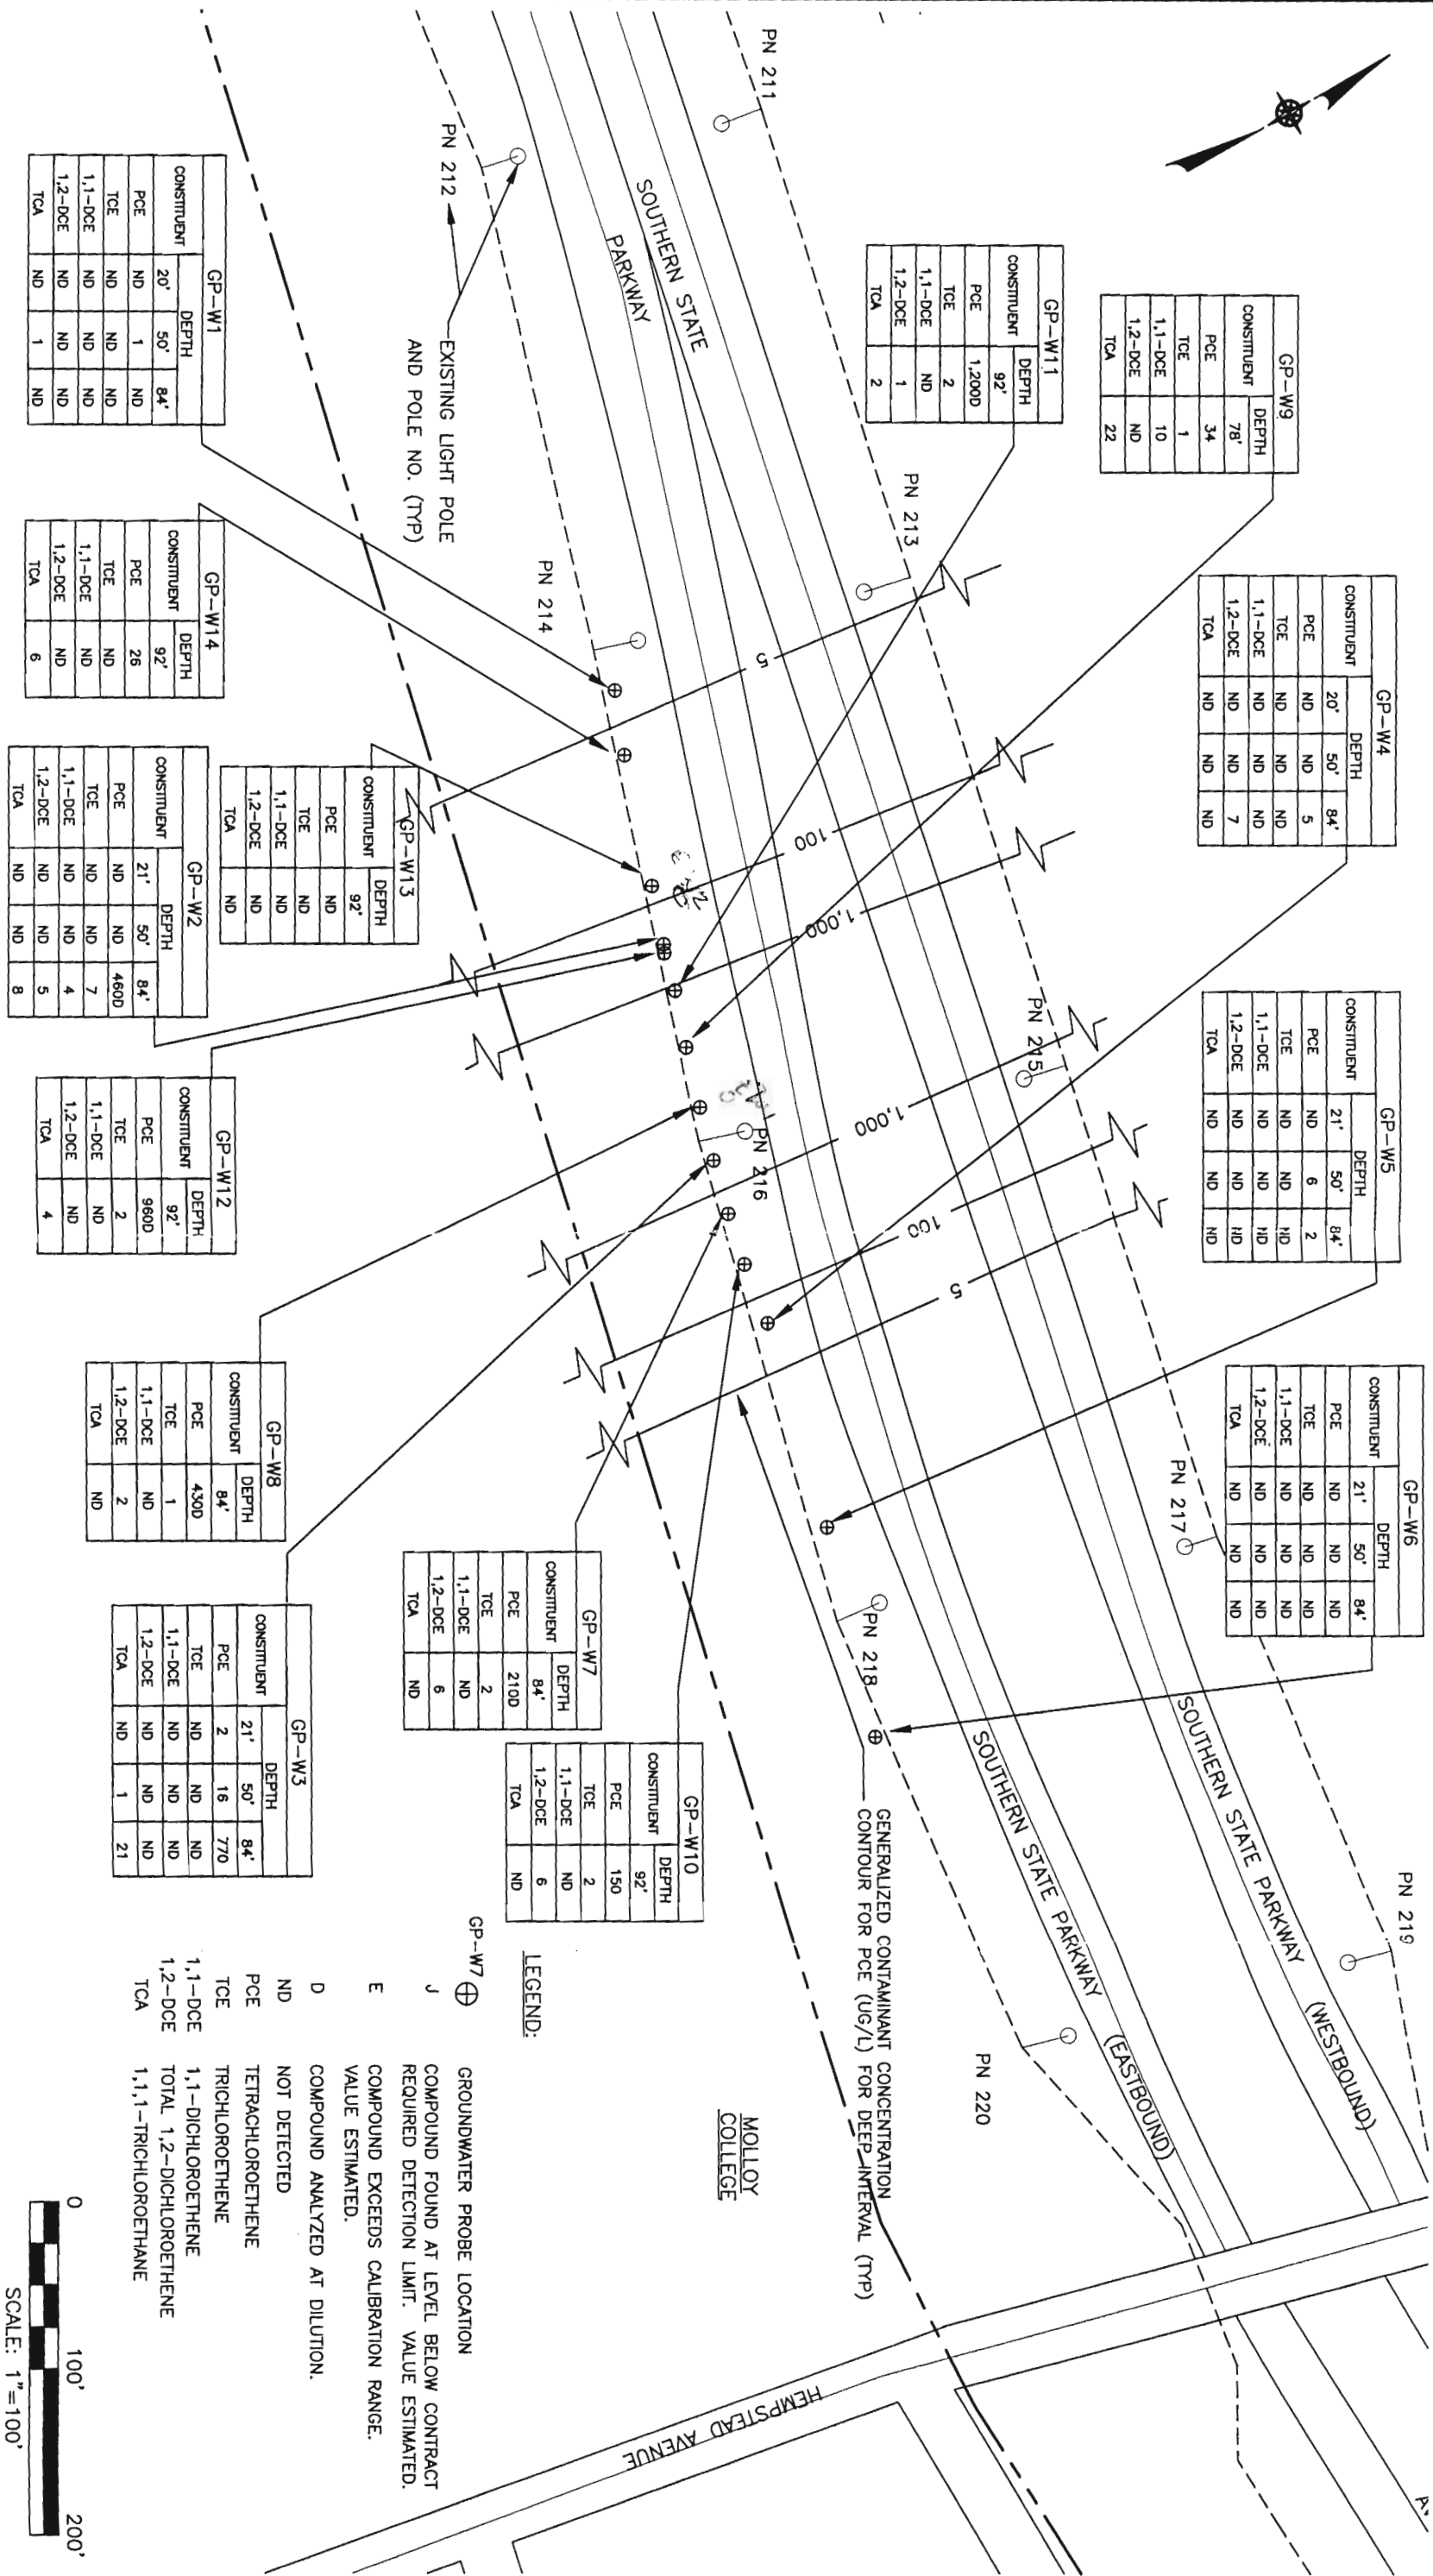 PN 211
PN 213
PN 215
PN 217
PN 219
PN 212
EXISTING LIGHT POLE
AND POLE NO. (TYP)
PN 214
PN 216
PN 218
PN 220
SOUTHERN STATE
PARKWAY
SOUTHERN STATE PARKWAY
(WESTBOUND)
SOUTHERN STATE PARKWAY
(EASTBOUND)
HEMPSTEAD AVENUE
MOLLOY
COLLEGE
5
100
1,000
1,000
100
5
GENERALIZED CONTAMINANT CONCENTRATION
CONTOUR FOR PCE (UG/L) FOR DEEP INTERVAL (TYP)
GP-W9
CONSTITUENT DEPTH
78'
PCE 34
TCE 1
1,1-DCE 10
1,2-DCE ND
TCA 22
GP-W11
CONSTITUENT DEPTH
92'
PCE 1,200D
TCE 2
1,1-DCE ND
1,2-DCE 1
TCA 2
GP-W4
CONSTITUENT DEPTH
20' 50' 84'
PCE ND ND 5
TCE ND ND ND
1,1-DCE ND ND ND
1,2-DCE ND ND 7
TCA ND ND ND
GP-W5
CONSTITUENT DEPTH
21' 50' 84'
PCE ND 6 2
TCE ND ND ND
1,1-DCE ND ND ND
1,2-DCE ND ND ND
TCA ND ND ND
GP-W6
CONSTITUENT DEPTH
21' 50' 84'
PCE ND ND ND
TCE ND ND ND
1,1-DCE ND ND ND
1,2-DCE ND ND ND
TCA ND ND ND
GP-W1
CONSTITUENT DEPTH
20' 50' 84'
PCE ND 1 ND
TCE ND ND ND
1,1-DCE ND ND ND
1,2-DCE ND ND ND
TCA ND 1 ND
GP-W14
CONSTITUENT DEPTH
92'
PCE 26
TCE ND
1,1-DCE ND
1,2-DCE ND
TCA 6
GP-W13
CONSTITUENT DEPTH
92'
PCE ND
TCE ND
1,1-DCE ND
1,2-DCE ND
TCA ND
GP-W2
CONSTITUENT DEPTH
21' 50' 84'
PCE ND ND 460D
TCE ND ND 7
1,1-DCE ND ND 4
1,2-DCE ND ND 5
TCA ND ND 8
GP-W12
CONSTITUENT DEPTH
92'
PCE 960D
TCE 2
1,1-DCE ND
1,2-DCE ND
TCA 4
GP-W8
CONSTITUENT DEPTH
84'
PCE 430D
TCE 1
1,1-DCE ND
1,2-DCE 2
TCA ND
GP-W3
CONSTITUENT DEPTH
21' 50' 84'
PCE 2 16 770
TCE ND ND ND
1,1-DCE ND ND ND
1,2-DCE ND ND ND
TCA ND 1 21
GP-W7
CONSTITUENT DEPTH
84'
PCE 210D
TCE 2
1,1-DCE ND
1,2-DCE 6
TCA ND
GP-W10
CONSTITUENT DEPTH
92'
PCE 150
TCE 2
1,1-DCE ND
1,2-DCE 6
TCA ND
LEGEND:
GP-W7 GROUNDWATER PROBE LOCATION
J COMPOUND FOUND AT LEVEL BELOW CONTRACT
REQUIRED DETECTION LIMIT. VALUE ESTIMATED.
E COMPOUND EXCEEDS CALIBRATION RANGE.
VALUE ESTIMATED.
D COMPOUND ANALYZED AT DILUTION.
ND NOT DETECTED
PCE TETRACHLOROETHENE
TCE TRICHLOROETHENE
1,1-DCE 1,1-DICHLOROETHENE
1,2-DCE TOTAL 1,2-DICHLOROETHENE
TCA 1,1,1-TRICHLOROETHANE
0 100' 200'
SCALE: 1"=100'